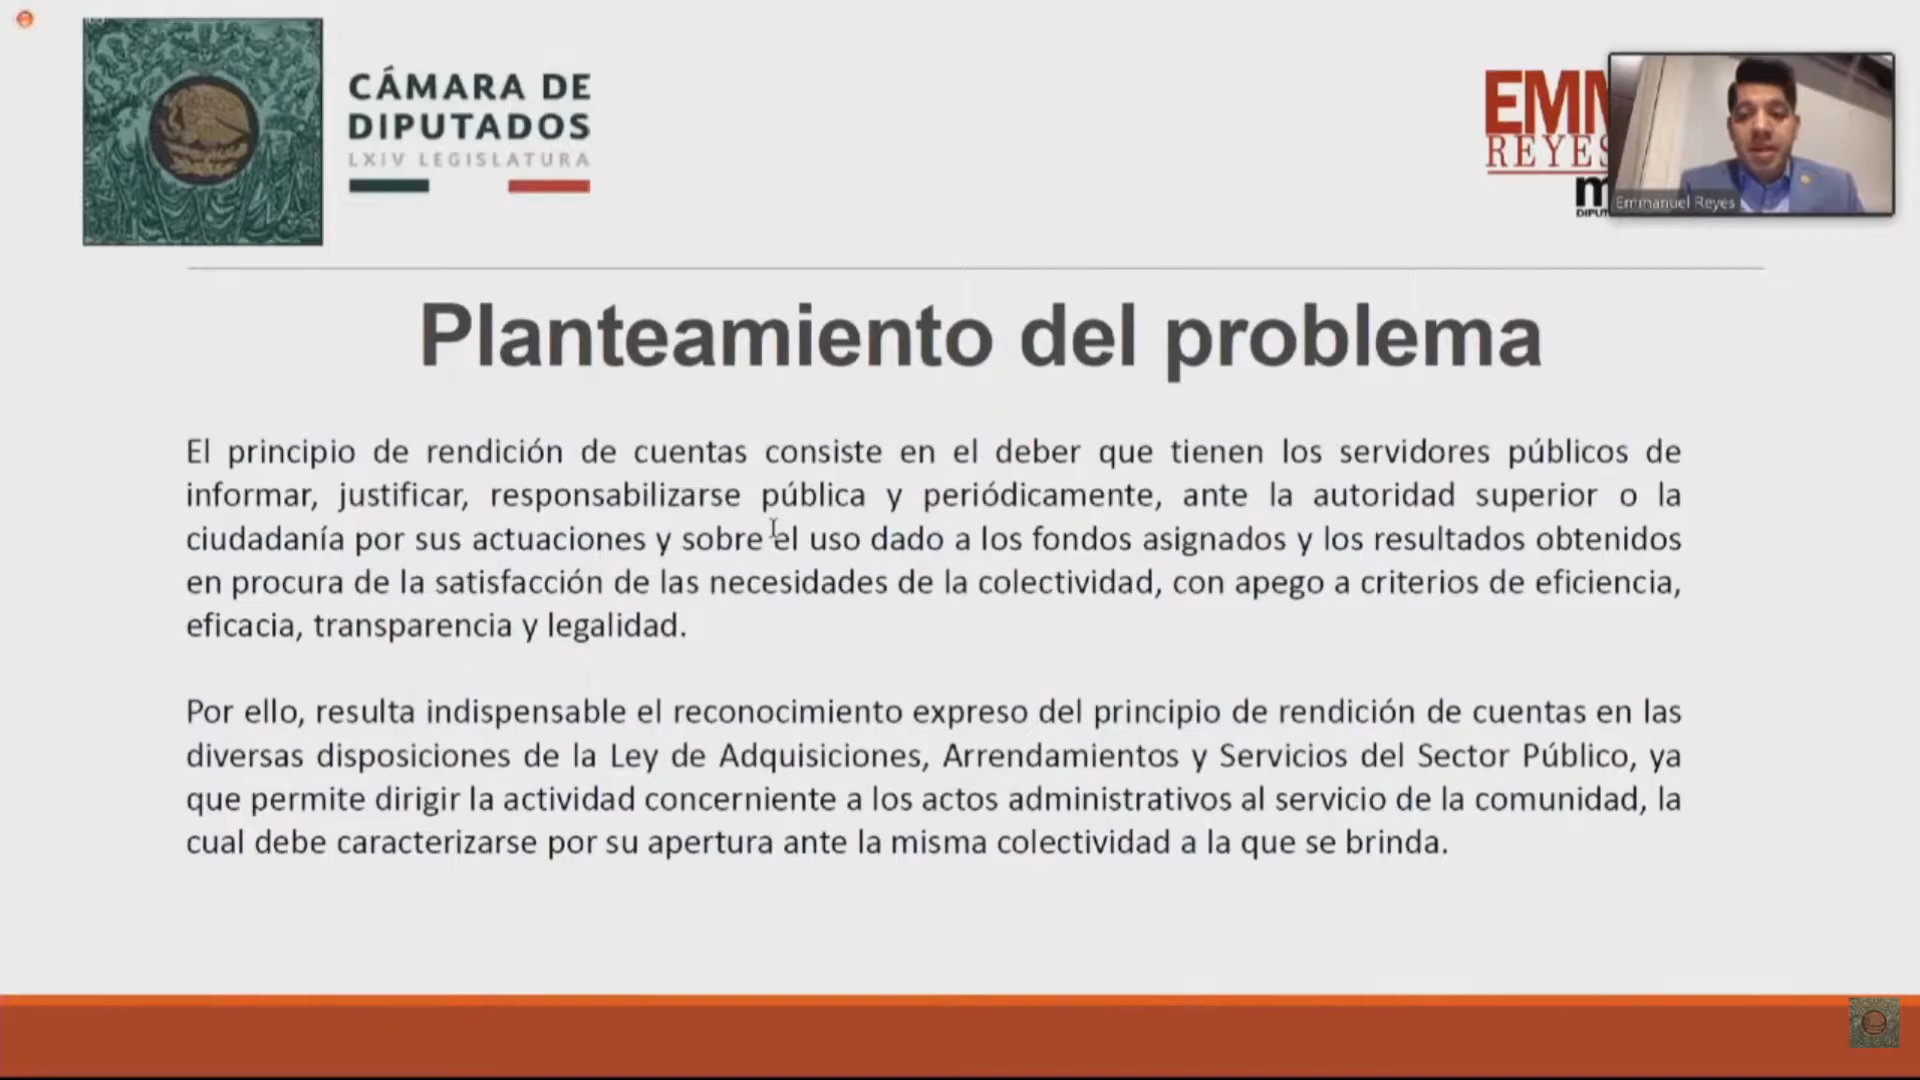 CÁMARA DE
DIPUTADOS
LXIV LEGISLATURA
REYES
Emmanuel Reyes
Planteamiento del problema
El principio de rendición de cuentas consiste en el deber que tienen los servidores públicos de
informar, justificar, responsabilizarse pública y periódicamente, ante la autoridad superior o la
ciudadanía por sus actuaciones y sobre el uso dado a los fondos asignados y los resultados obtenidos
en procura de la satisfacción de las necesidades de la colectividad, con apego a criterios de eficiencia,
eficacia, transparencia y legalidad.
Por ello, resulta indispensable el reconocimiento expreso del principio de rendición de cuentas en las
diversas disposiciones de la Ley de Adquisiciones, Arrendamientos y Servicios del Sector Público, ya
que permite dirigir la actividad concerniente a los actos administrativos al servicio de la comunidad, la
cual debe caracterizarse por su apertura ante la misma colectividad a la que se brinda.